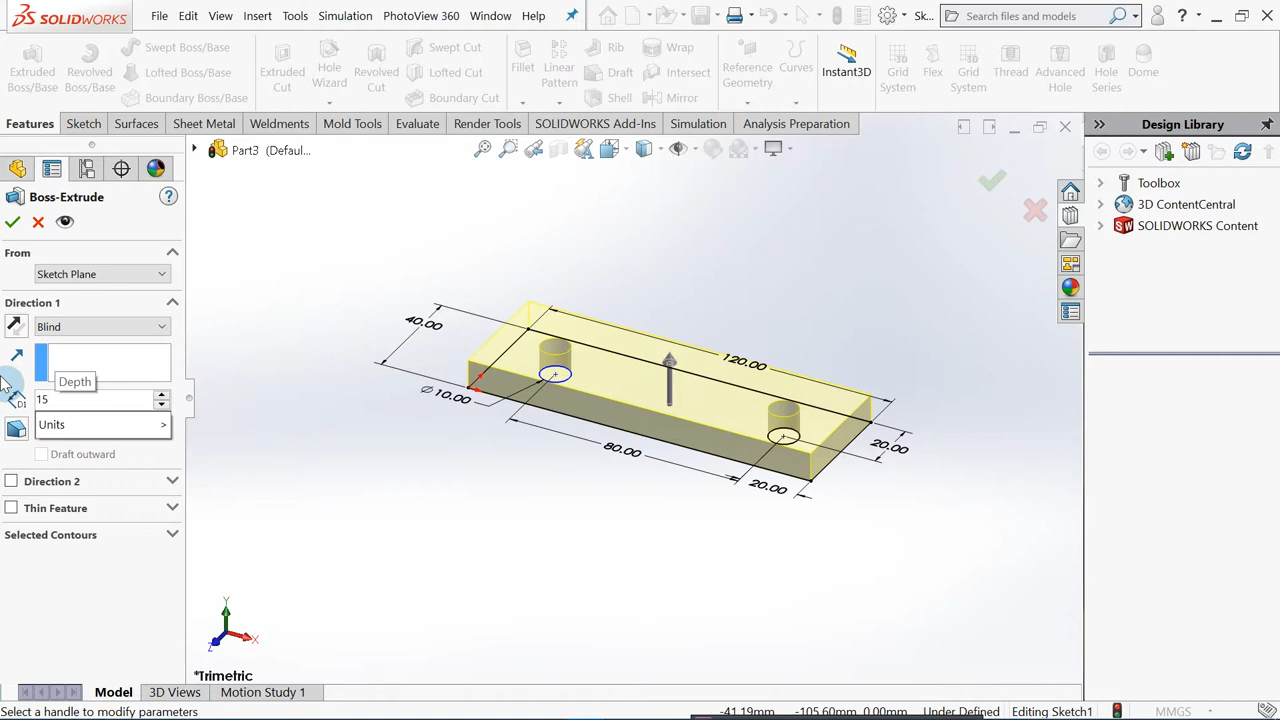 SOLIDWORKS File Edit View Insert Tools Simulation PhotoView 360 Window Help Sk... Search files and models ?
Extruded Boss/Base
Revolved Boss/Base
Swept Boss/Base
Lofted Boss/Base
Boundary Boss/Base
Extruded Cut
Hole Wizard
Revolved Cut
Swept Cut
Lofted Cut
Boundary Cut
Fillet
Linear Pattern
Rib
Draft
Shell
Wrap
Intersect
Mirror
Reference Geometry
Curves
Instant3D
Grid System
Flex
Grid System
Thread
Advanced Hole
Hole Series
Dome
Features Sketch Surfaces Sheet Metal Weldments Mold Tools Evaluate Render Tools SOLIDWORKS Add-Ins Simulation Analysis Preparation
Design Library
Part3 (Defaul...
Toolbox
3D ContentCentral
SOLIDWORKS Content
Boss-Extrude
From
Sketch Plane
Direction 1
Blind
Depth
D1
15
Units >
Draft outward
Direction 2
Thin Feature
Selected Contours
40.00
120.00
Ø10.00
80.00
20.00
20.00
Y
X
Z
*Trimetric
Model 3D Views Motion Study 1
Select a handle to modify parameters -41.19mm -105.60mm 0.00mm Under Defined Editing Sketch1 MMGS